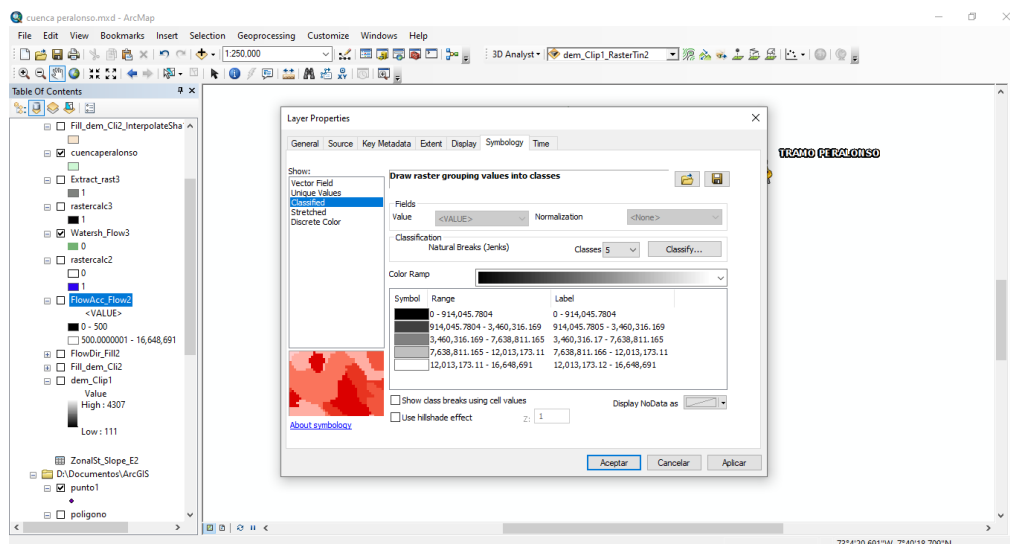 cuenca peralonso.mxd - ArcMap
File Edit View Bookmarks Insert Selection Geoprocessing Customize Windows Help
1:250.000
3D Analyst
dem_Clip1_RasterTin2
Table Of Contents
Fill_dem_Cli2_InterpolateSha
cuencaperalonso
Extract_rast3
1
rastercalc3
1
Watersh_Flow3
0
rastercalc2
0
1
FlowAcc_Flow2
<VALUE>
0 - 500
500.0000001 - 16,648,691
FlowDir_Fill2
Fill_dem_Cli2
dem_Clip1
Value
High : 4307
Low : 111
ZonalSt_Slope_E2
D:\Documentos\ArcGIS
punto1
poligono
TRAMO PERALONSO
Layer Properties
General Source Key Metadata Extent Display Symbology Time
Show:
Vector Field
Unique Values
Classified
Stretched
Discrete Color
About symbology
Draw raster grouping values into classes
Fields
Value <VALUE> Normalization <None>
Classification
Natural Breaks (Jenks) Classes 5 Classify...
Color Ramp
Symbol Range Label
0 - 914,045.7804 0 - 914,045.7804
914,045.7804 - 3,460,316.169 914,045.7805 - 3,460,316.169
3,460,316.169 - 7,638,811.165 3,460,316.17 - 7,638,811.165
7,638,811.165 - 12,013,173.11 7,638,811.166 - 12,013,173.11
12,013,173.11 - 16,648,691 12,013,173.12 - 16,648,691
Show class breaks using cell values Display NoData as
Use hillshade effect Z: 1
Aceptar Cancelar Aplicar